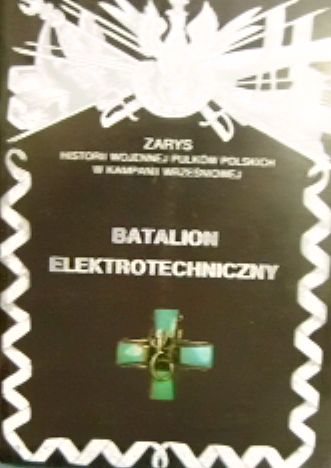 ZARYS
HISTORII WOJENNEJ PUŁKÓW POLSKICH
W KAMPANII WRZEŚNIOWEJ
BATALION
ELEKTROTECHNICZNY